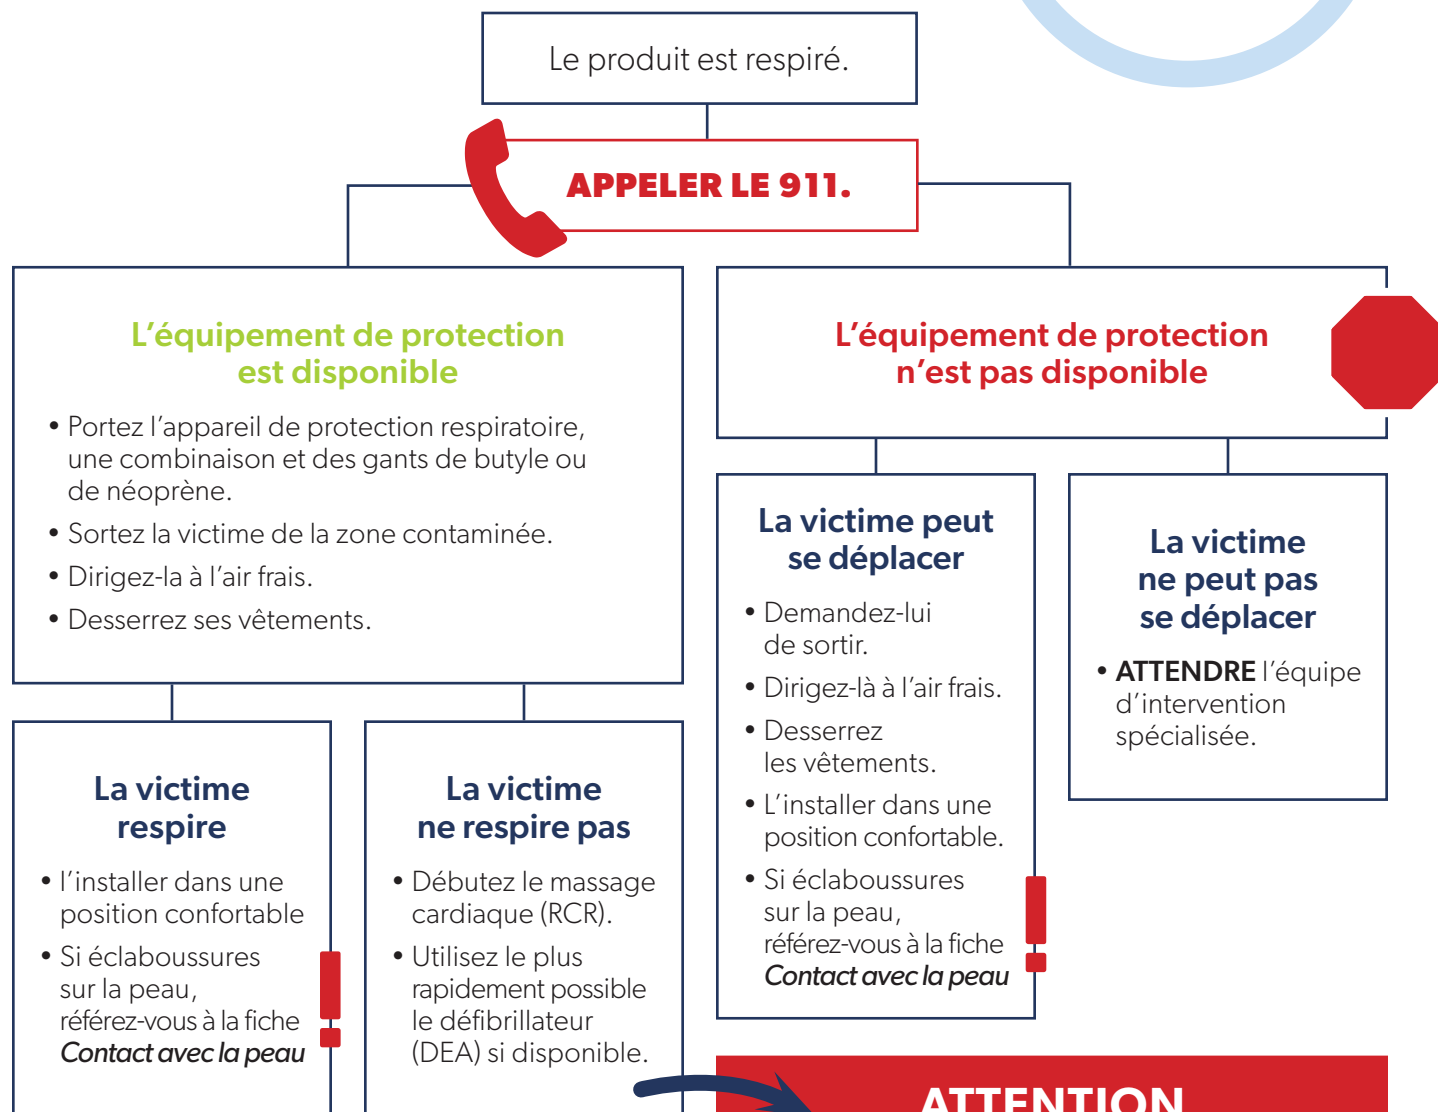 Le produit est respiré.
APPELER LE 911.
L'équipement de protection
est disponible
• Portez l'appareil de protection respiratoire,
une combinaison et des gants de butyle ou
de néoprène.
• Sortez la victime de la zone contaminée.
• Dirigez-la à l'air frais.
• Desserrez ses vêtements.
La victime
respire
• l'installer dans une
position confortable
• Si éclaboussures
sur la peau,
référez-vous à la fiche
Contact avec la peau
La victime
ne respire pas
• Débutez le massage
cardiaque (RCR).
• Utilisez le plus
rapidement possible
le défibrillateur
(DEA) si disponible.
L'équipement de protection
n'est pas disponible
La victime peut
se déplacer
• Demandez-lui
de sortir.
• Dirigez-là à l'air frais.
• Desserrez
les vêtements.
• L'installer dans une
position confortable.
• Si éclaboussures
sur la peau,
référez-vous à la fiche
Contact avec la peau
La victime
ne peut pas
se déplacer
• ATTENDRE l'équipe
d'intervention
spécialisée.
ATTENTION